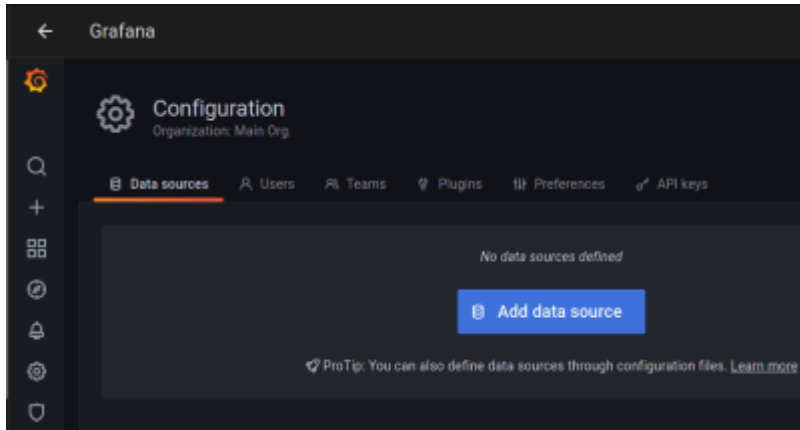 Grafana
Configuration
Organization: Main Org.
Data sources Users Teams Plugins Preferences API keys
No data sources defined
Add data source
ProTip: You can also define data sources through configuration files. Learn more